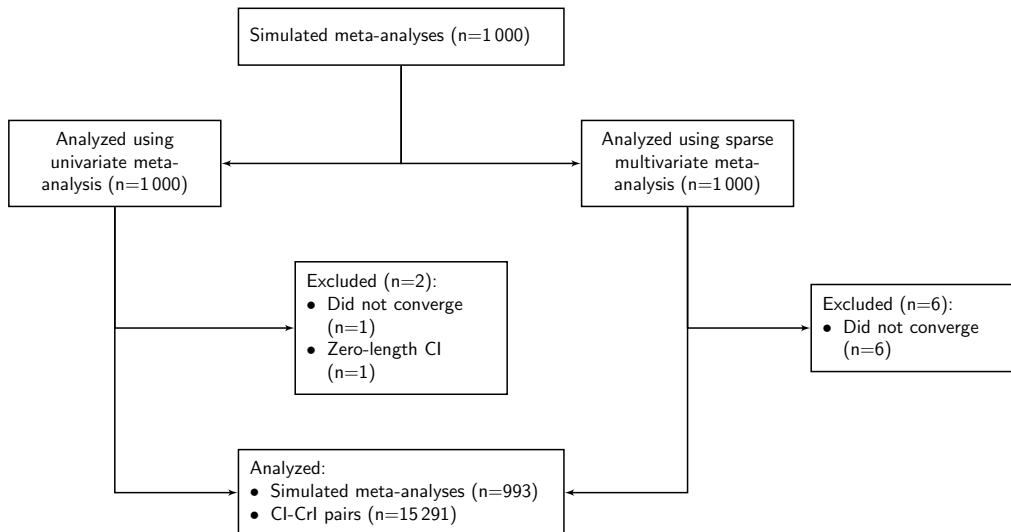 Simulated meta-analyses (n=1 000)
Analyzed using
univariate meta-
analysis (n=1 000)
Analyzed using sparse
multivariate meta-
analysis (n=1 000)
Excluded (n=2):
• Did not converge
(n=1)
• Zero-length CI
(n=1)
Excluded (n=6):
• Did not converge
(n=6)
Analyzed:
• Simulated meta-analyses (n=993)
• CI-CrI pairs (n=15 291)